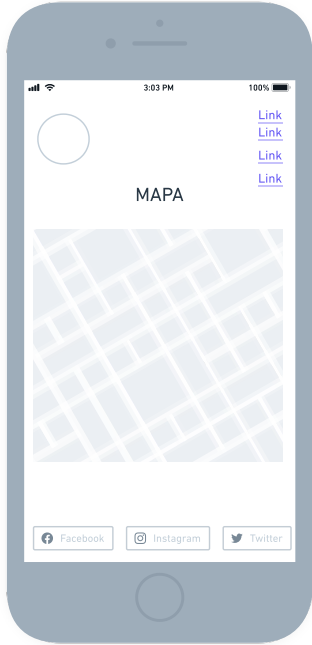 3:03 PM
100%
Link
Link
Link
Link
MAPA
Facebook
Instagram
Twitter